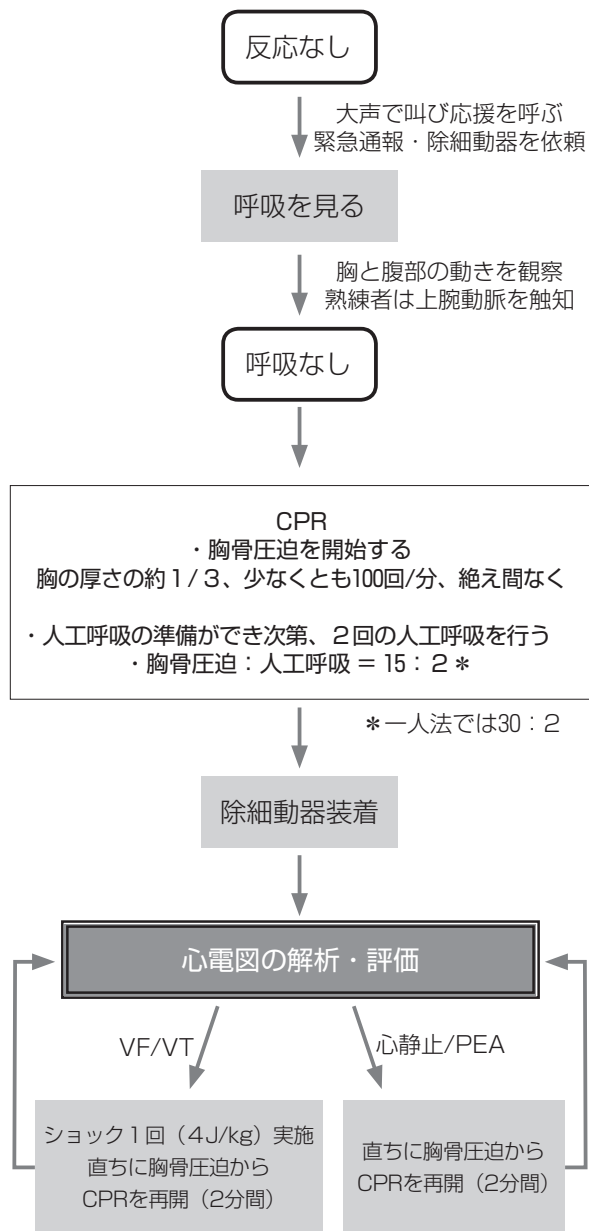 反応なし
大声で叫び応援を呼ぶ
緊急通報・除細動器を依頼
呼吸を見る
胸と腹部の動きを観察
熟練者は上腕動脈を触知
呼吸なし
CPR
・胸骨圧迫を開始する
胸の厚さの約１/３、少なくとも100回/分、絶え間なく
・人工呼吸の準備ができ次第、２回の人工呼吸を行う
・胸骨圧迫：人工呼吸 = 15：２＊
＊一人法では30：２
除細動器装着
心電図の解析・評価
VF/VT
心静止/PEA
ショック１回（４J/kg）実施
直ちに胸骨圧迫から
CPRを再開（2分間）
直ちに胸骨圧迫から
CPRを再開（2分間）